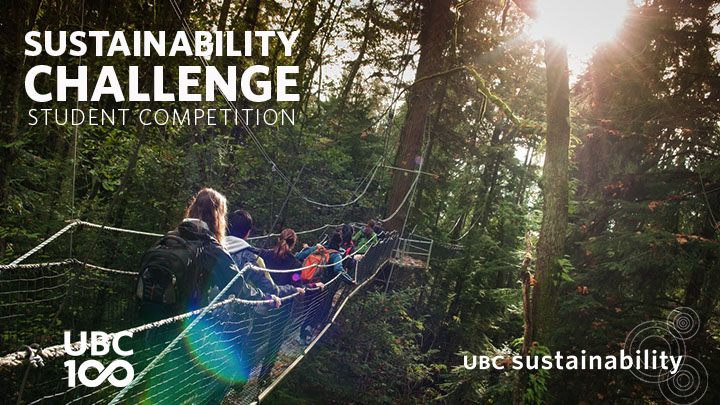 SUSTAINABILITY
CHALLENGE
STUDENT COMPETITION
UBC
100
UBC sustainability